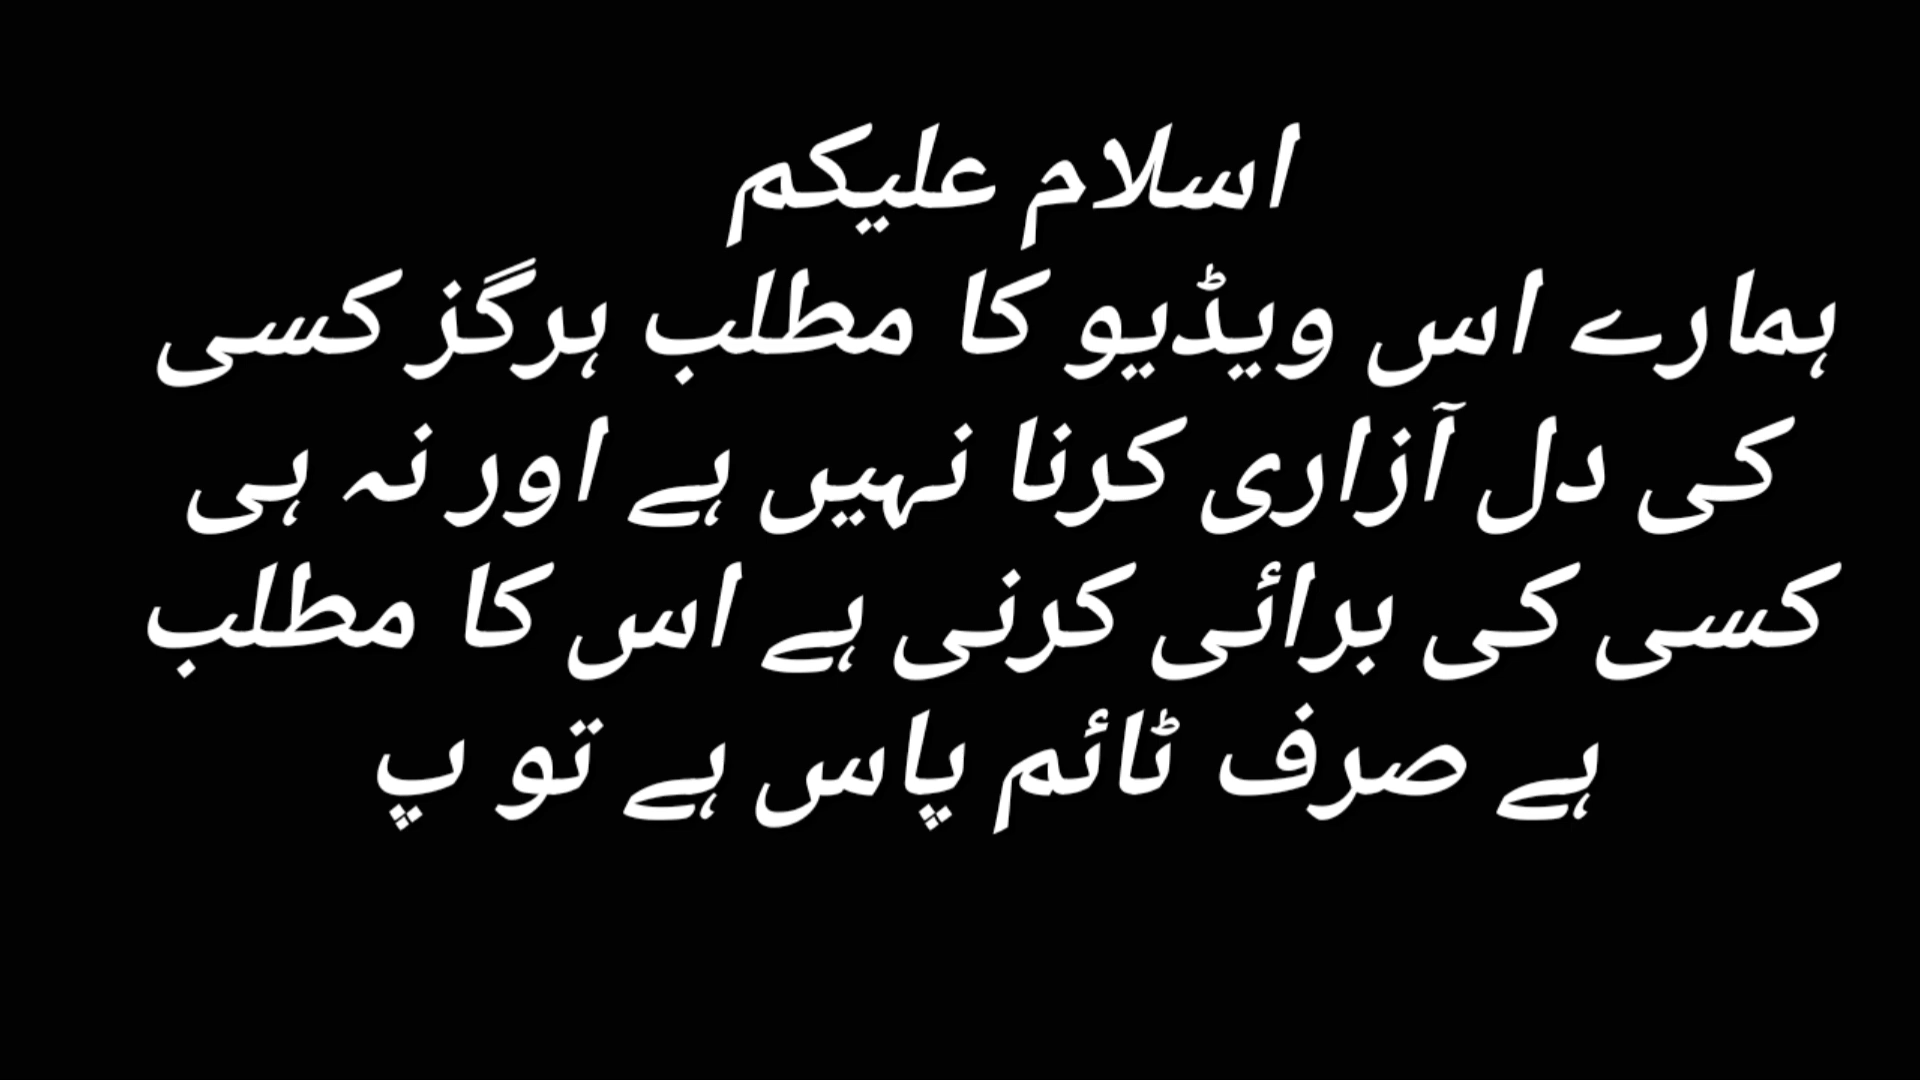 اسلام علیکم
ہمارے اس ویڈیو کا مطلب ہرگز کسی
کی دل آزاری کرنا نہیں ہے اور نہ ہی
کسی کی برائی کرنی ہے اس کا مطلب
ہے صرف ٹائم پاس ہے تو پ